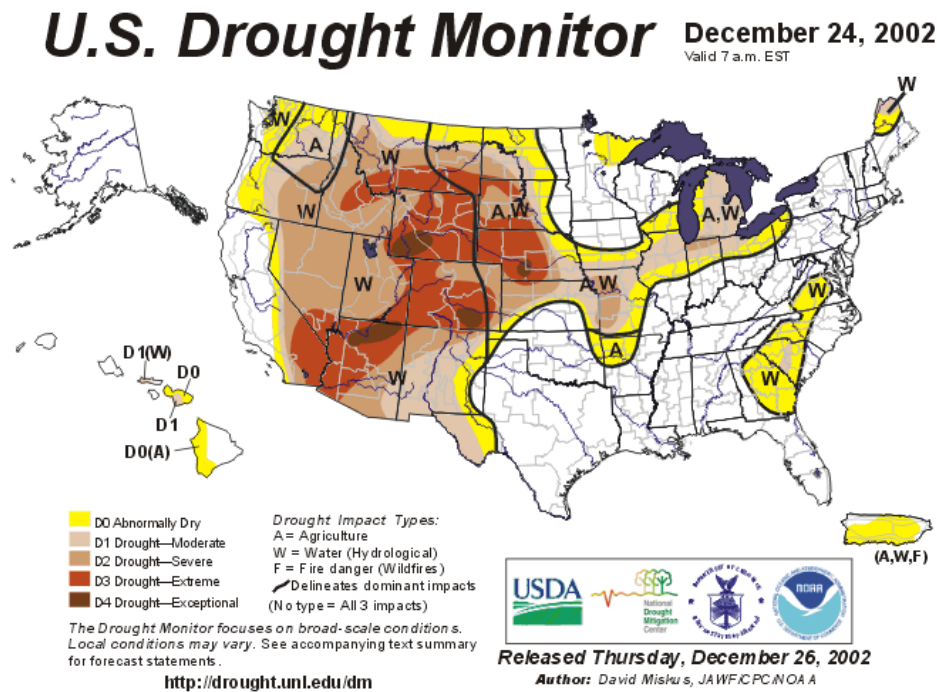 U.S. Drought Monitor
December 24, 2002
Valid 7 a.m. EST
W
W
A
W
W
A,W
A,W
W
W
A,W
W
A
W
W
D1(W)
D0
D1
D0(A)
(A,W,F)
D0 Abnormally Dry
D1 Drought—Moderate
D2 Drought—Severe
D3 Drought—Extreme
D4 Drought—Exceptional
Drought Impact Types:
A = Agriculture
W = Water (Hydrological)
F = Fire danger (Wildfires)
Delineates dominant impacts
(No type = All 3 impacts)
The Drought Monitor focuses on broad-scale conditions.
Local conditions may vary. See accompanying text summary
for forecast statements.
http://drought.unl.edu/dm
USDA
National
Drought
Mitigation
Center
NOAA
Released Thursday, December 26, 2002
Author: David Miskus, JAWF/CPC/NOAA